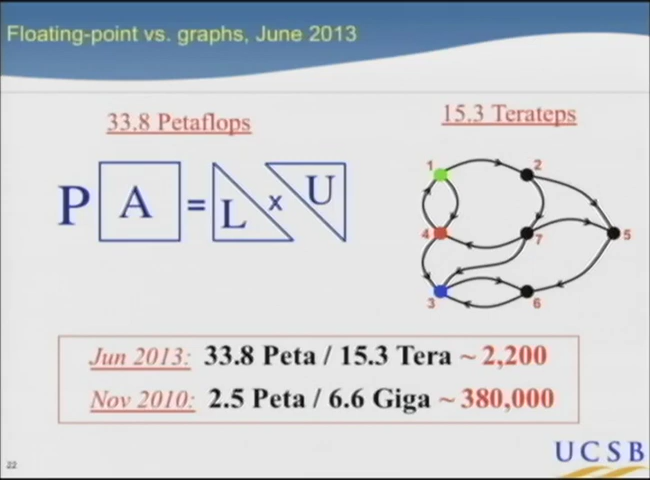 Floating-point vs. graphs, June 2013
33.8 Petaflops
15.3 Terateps
P A = L x U
1
2
4
7
5
3
6
Jun 2013: 33.8 Peta / 15.3 Tera ~ 2,200
Nov 2010: 2.5 Peta / 6.6 Giga ~ 380,000
22
UCSB